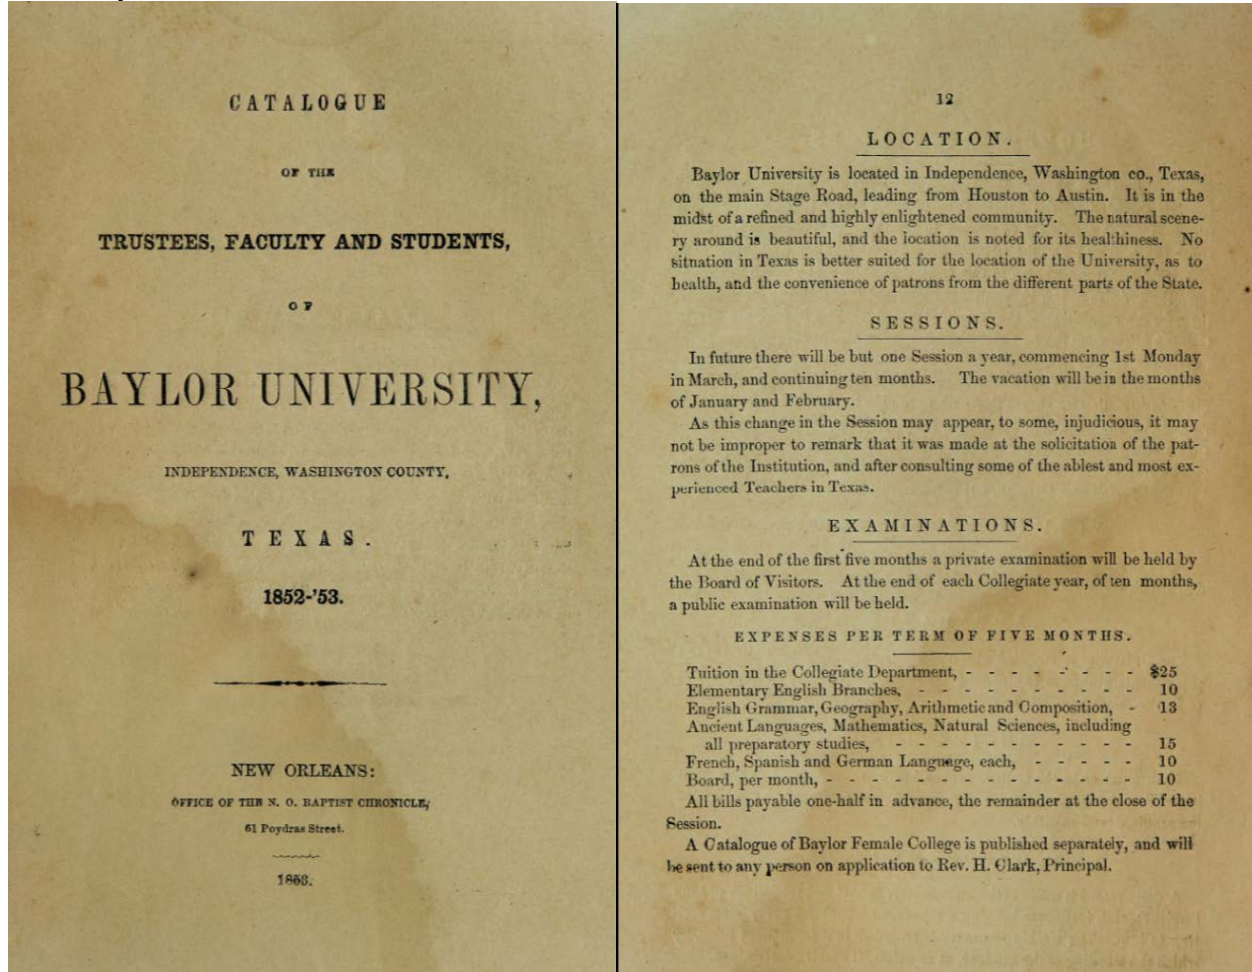 CATALOGUE
OF THE
TRUSTEES, FACULTY AND STUDENTS,
OF
BAYLOR UNIVERSITY,
INDEPENDENCE, WASHINGTON COUNTY,
TEXAS.
1852-'53.
NEW ORLEANS:
OFFICE OF THE N. O. BAPTIST CHRONICLE,
61 Poydras Street.
1853.
12
LOCATION.
Baylor University is located in Independence, Washington co., Texas,
on the main Stage Road, leading from Houston to Austin. It is in the
midst of a refined and highly enlightened community. The natural scene-
ry around is beautiful, and the location is noted for its healthiness. No
sitnation in Texas is better suited for the location of the University, as to
health, and the convenience of patrons from the different parts of the State.
SESSIONS.
In future there will be but one Session a year, commencing 1st Monday
in March, and continuing ten months. The vacation will be in the months
of January and February.
As this change in the Session may appear, to some, injudicious, it may
not be improper to remark that it was made at the solicitation of the pat-
rons of the Institution, and after consulting some of the ablest and most ex-
perienced Teachers in Texas.
EXAMINATIONS.
At the end of the first five months a private examination will be held by
the Board of Visitors. At the end of each Collegiate year, of ten months,
a public examination will be held.
EXPENSES PER TERM OF FIVE MONTHS.
Tuition in the Collegiate Department, - - - - - - - - $25
Elementary English Branches, - - - - - - - - - - 10
English Grammar, Geography, Arithmetic and Composition, - 13
Ancient Languages, Mathematics, Natural Sciences, including
all preparatory studies, - - - - - - - - - - - 15
French, Spanish and German Language, each, - - - - - 10
Board, per month, - - - - - - - - - - - - - - 10
All bills payable one-half in advance, the remainder at the close of the
Session.
A Catalogue of Baylor Female College is published separately, and will
be sent to any person on application to Rev. H. Clark, Principal.